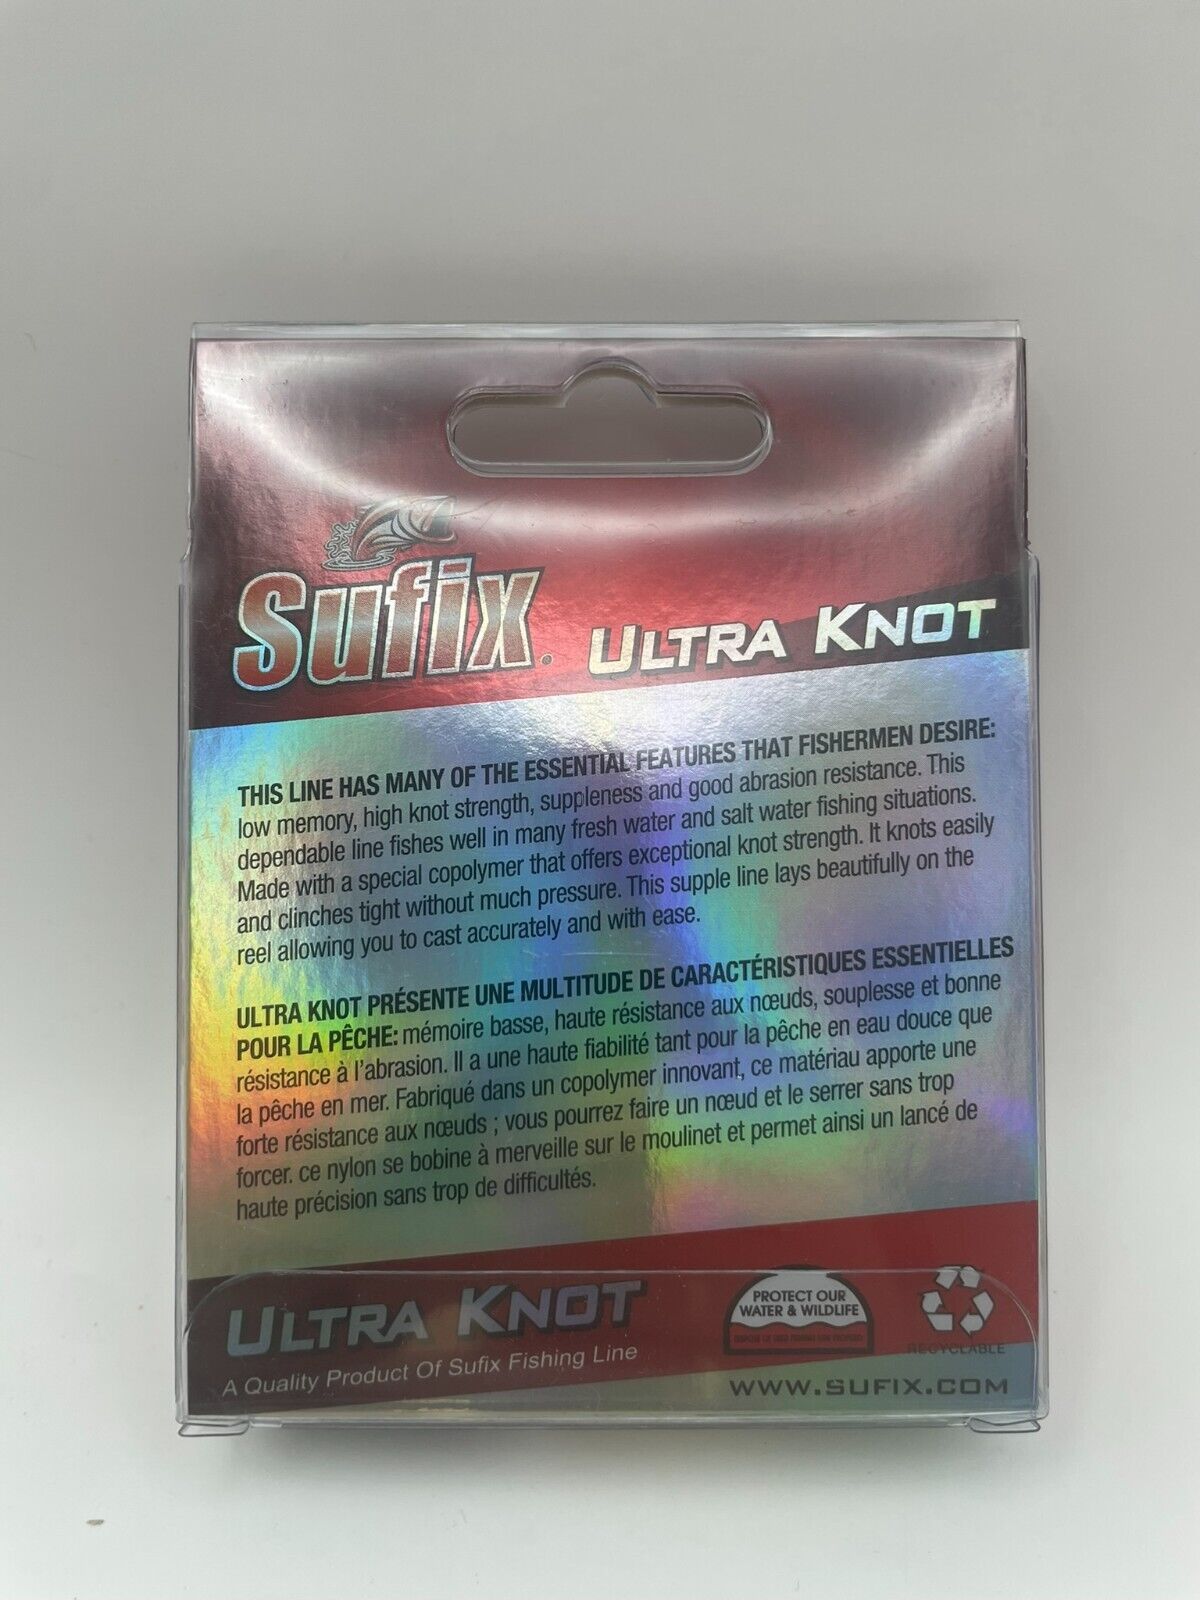 Sufix®
ULTRA KNOT
THIS LINE HAS MANY OF THE ESSENTIAL FEATURES THAT FISHERMEN DESIRE:
low memory, high knot strength, suppleness and good abrasion resistance. This
dependable line fishes well in many fresh water and salt water fishing situations.
Made with a special copolymer that offers exceptional knot strength. It knots easily
and clinches tight without much pressure. This supple line lays beautifully on the
reel allowing you to cast accurately and with ease.
ULTRA KNOT PRÉSENTE UNE MULTITUDE DE CARACTÉRISTIQUES ESSENTIELLES
POUR LA PÊCHE: mémoire basse, haute résistance aux nœuds, souplesse et bonne
résistance à l'abrasion. Il a une haute fiabilité tant pour la pêche en eau douce que
la pêche en mer. Fabriqué dans un copolymer innovant, ce matériau apporte une
forte résistance aux nœuds ; vous pourrez faire un nœud et le serrer sans trop
forcer. ce nylon se bobine à merveille sur le moulinet et permet ainsi un lancé de
haute précision sans trop de difficultés.
ULTRA KNOT
A Quality Product Of Sufix Fishing Line
PROTECT OUR
WATER & WILDLIFE
DISPOSE OF USED FISHING LINE PROPERLY
RECYCLABLE
WWW.SUFIX.COM